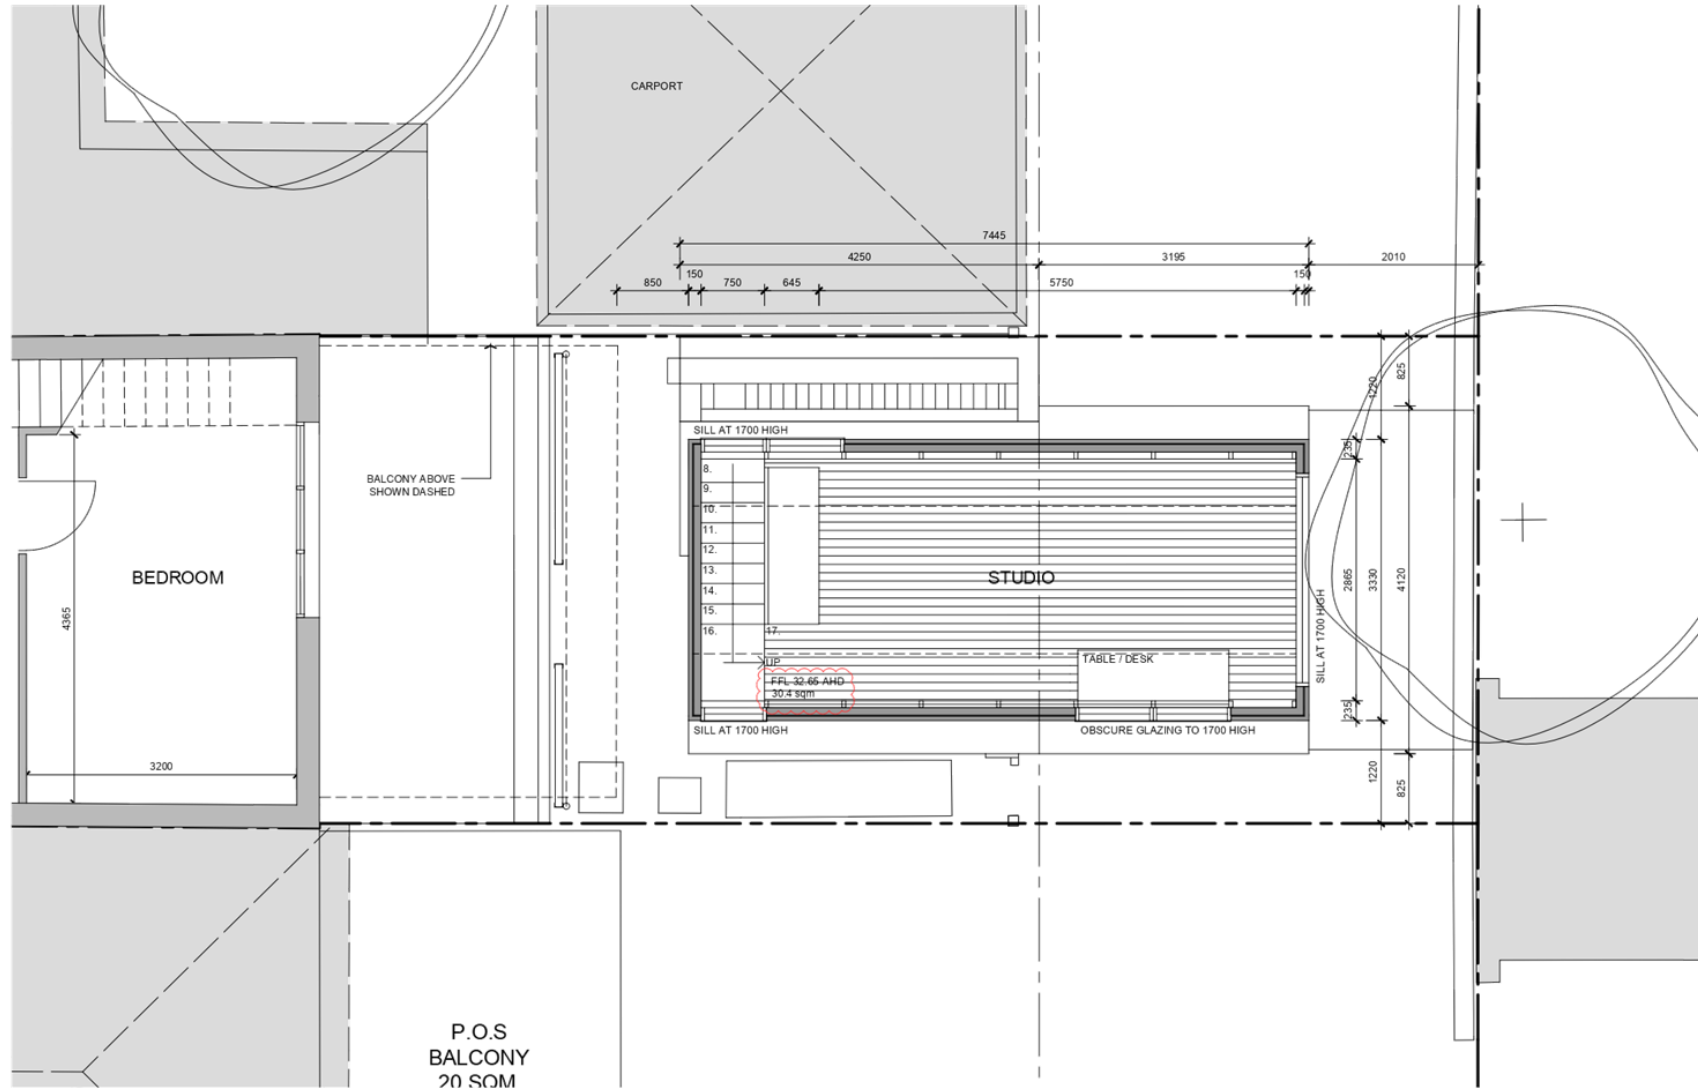 CARPORT
7445
4250
3195
2010
150
150
850
750
645
5750
825
1220
SILL AT 1700 HIGH
235
8.
BALCONY ABOVE
SHOWN DASHED
9.
10.
11.
12.
13.
14.
15.
16.
17.
BEDROOM
STUDIO
2865
3330
4120
4365
SILL AT 1700 HIGH
UP
TABLE / DESK
FFL 32.65 AHD
30.4 sqm
235
SILL AT 1700 HIGH
OBSCURE GLAZING TO 1700 HIGH
3200
1220
825
P.O.S
BALCONY
20 SQM